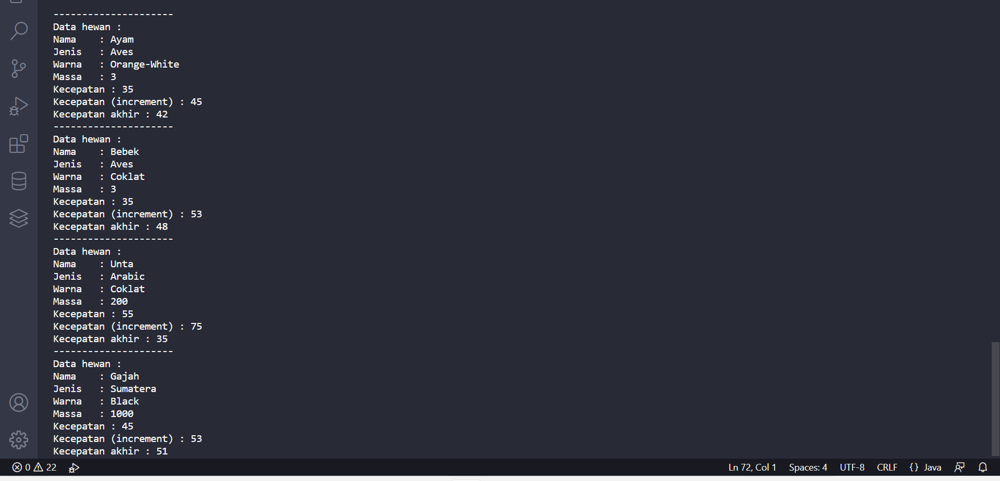 ---------------------
Data hewan :
Nama    : Ayam
Jenis   : Aves
Warna   : Orange-White
Massa   : 3
Kecepatan : 35
Kecepatan (increment) : 45
Kecepatan akhir : 42
---------------------
Data hewan :
Nama    : Bebek
Jenis   : Aves
Warna   : Coklat
Massa   : 3
Kecepatan : 35
Kecepatan (increment) : 53
Kecepatan akhir : 48
---------------------
Data hewan :
Nama    : Unta
Jenis   : Arabic
Warna   : Coklat
Massa   : 200
Kecepatan : 55
Kecepatan (increment) : 75
Kecepatan akhir : 35
---------------------
Data hewan :
Nama    : Gajah
Jenis   : Sumatera
Warna   : Black
Massa   : 1000
Kecepatan : 45
Kecepatan (increment) : 53
Kecepatan akhir : 51
0 22 Ln 72, Col 1 Spaces: 4 UTF-8 CRLF {} Java